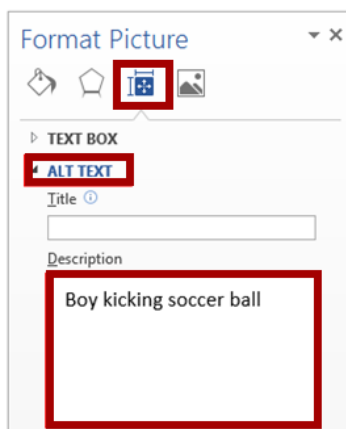 Format Picture
TEXT BOX
ALT TEXT
Title
Description
Boy kicking soccer ball